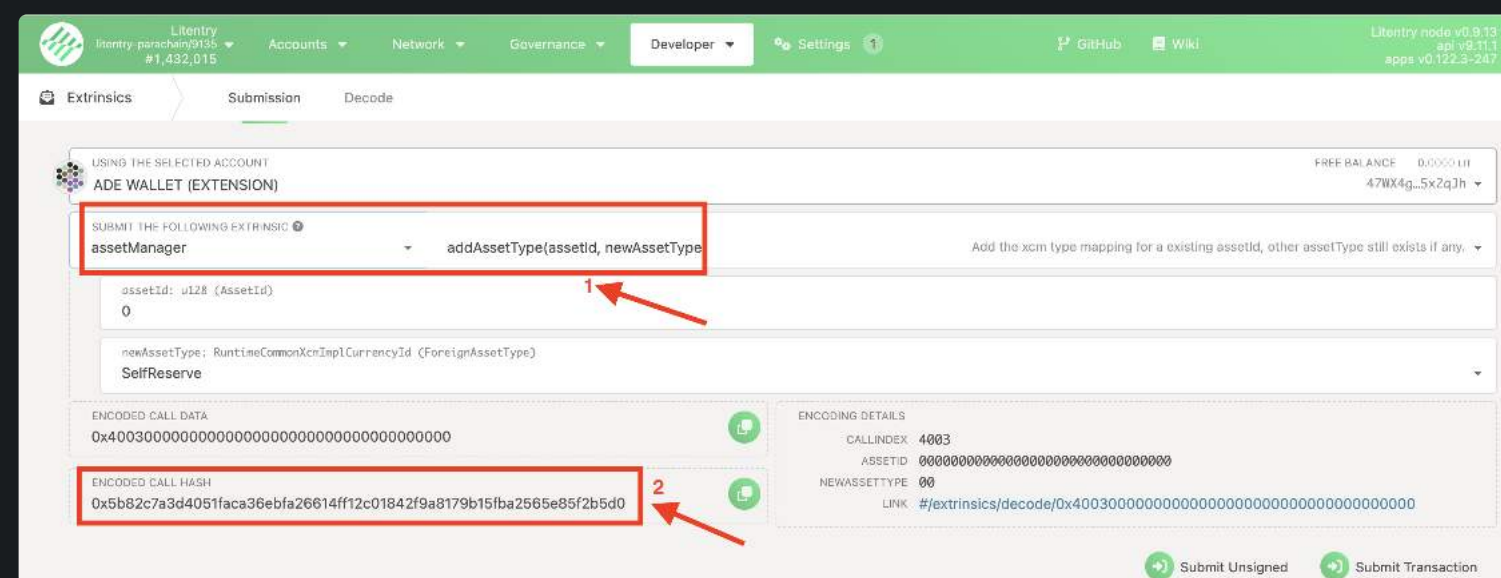 Litentry
litentry-parachain/9135
#1,432,015
Accounts
Network
Governance
Developer
Settings 1
GitHub
Wiki
Litentry node v0.9.13
api v9.11.1
apps v0.122.3-247
Extrinsics
Submission
Decode
USING THE SELECTED ACCOUNT
ADE WALLET (EXTENSION)
FREE BALANCE 0.0000 LIT
47WX4g…5x2qJh
SUBMIT THE FOLLOWING EXTRINSIC
assetManager
addAssetType(assetId, newAssetType
Add the xcm type mapping for a existing assetId, other assetType still exists if any.
1
assetId: u128 (AssetId)
0
newAssetType: RuntimeCommonXcmImplCurrencyId (ForeignAssetType)
SelfReserve
ENCODED CALL DATA
0x40030000000000000000000000000000000000
ENCODED CALL HASH
0x5b82c7a3d4051faca36ebfa26614ff12c01842f9a8179b15fba2565e85f2b5d0
2
ENCODING DETAILS
CALLINDEX 4003
ASSETID 00000000000000000000000000000000
NEWASSETTYPE 00
LINK #/extrinsics/decode/0x40030000000000000000000000000000000000
Submit Unsigned
Submit Transaction